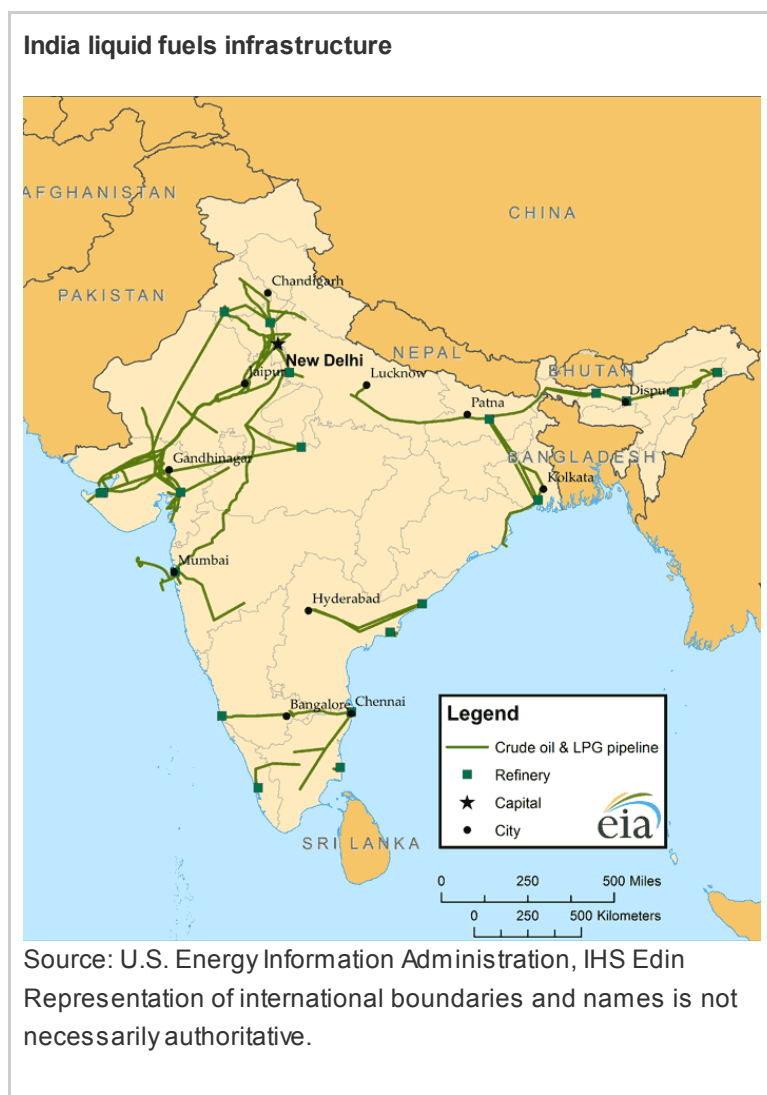 India liquid fuels infrastructure
AFGHANISTAN
CHINA
Chandigarh
PAKISTAN
New Delhi
NEPAL
Jaipur
Lucknow
BHUTAN
Dispur
Patna
Gandhinagar
BANGLADESH
Kolkata
Mumbai
Hyderabad
Bangalore
Chennai
SRI LANKA
Legend
Crude oil & LPG pipeline
Refinery
Capital
City
eia
0 250 500 Miles
0 250 500 Kilometers
Source: U.S. Energy Information Administration, IHS Edin
Representation of international boundaries and names is not
necessarily authoritative.